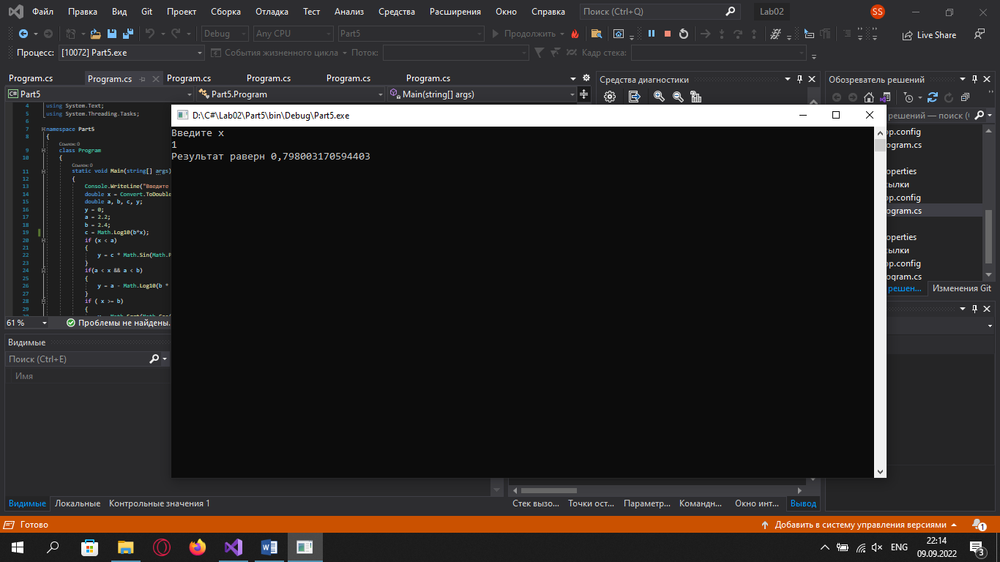 Файл Правка Вид Git Проект Сборка Отладка Тест Анализ Средства Расширения Окно Справка Поиск (Ctrl+Q) Lab02 SS
Debug Any CPU Part5 Продолжить Live Share
Процесс: [10072] Part5.exe События жизненного цикла Поток: Кадр стека:
Program.cs Program.cs Program.cs Program.cs Program.cs Program.cs
C# Part5 Part5.Program Main(string[] args)
4 using System.Text;
5 using System.Threading.Tasks;
6
7 namespace Part5
8 {
Ссылок: 0
9 class Program
10 {
Ссылок: 0
11 static void Main(string[] args)
12 {
13 Console.WriteLine("Введите
14 double x = Convert.ToDouble
15 double a, b, c, y;
16 y = 0;
17 a = 2.2;
18 b = 2.4;
19 c = Math.Log10(b*x);
20 if (x < a)
21 {
22 y = c * Math.Sin(Math.P
23 }
24 if(a < x && a < b)
25 {
26 y = a - Math.Log10(b *
27 }
28 if ( x >= b)
29 {
61 % Проблемы не найдены.
D:\C#\Lab02\Part5\bin\Debug\Part5.exe
Введите x
1
Результат раверн 0,798003170594403
Средства диагностики
Обозреватель решений
решений — поиск (
pp.config
ogram.cs
operties
сылки
pp.config
ogram.cs
operties
сылки
pp.config
ogram.cs
решен... Изменения Git
Видимые
Поиск (Ctrl+E)
Имя
Видимые Локальные Контрольные значения 1
Стек вызо... Точки ост... Параметр... Командн... Окно инт... Вывод
Готово Добавить в систему управления версиями 1
ENG 22:14
09.09.2022 3